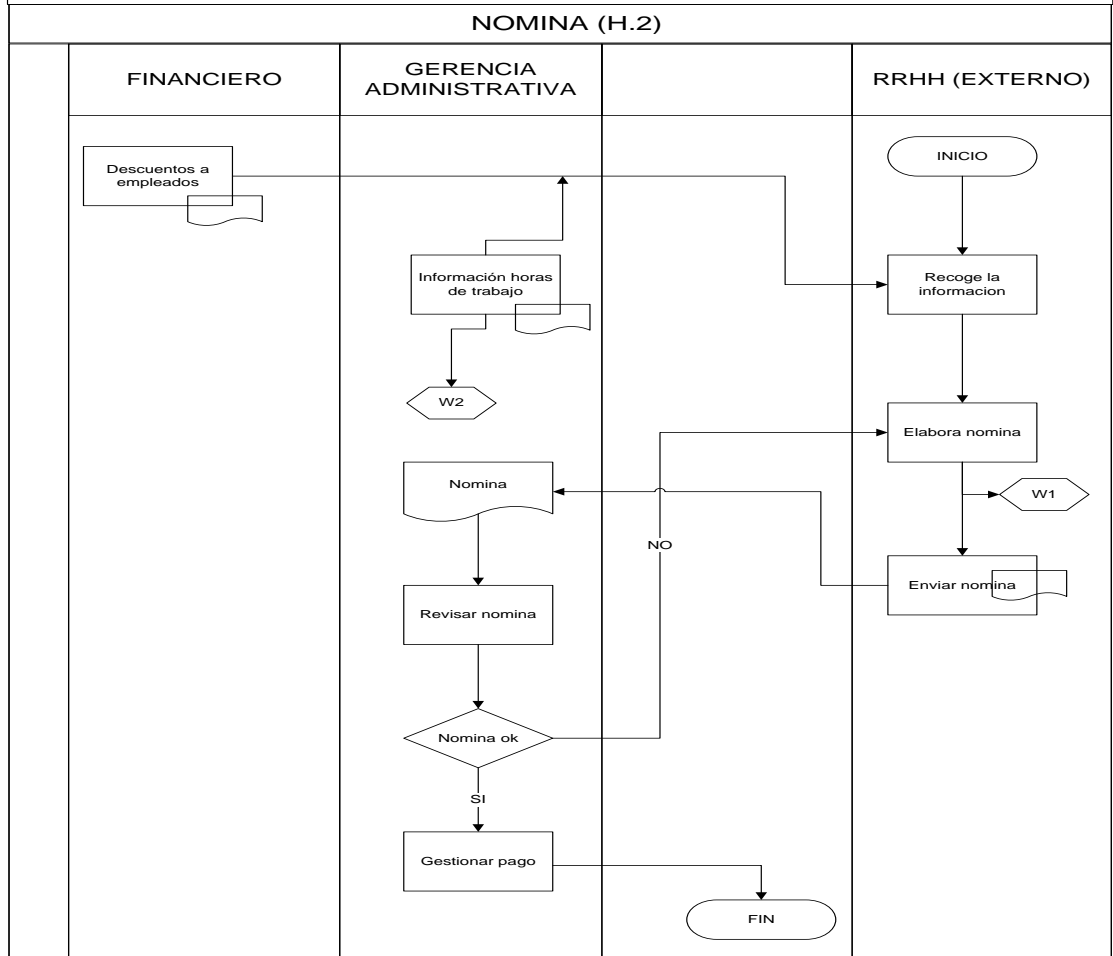 NOMINA (H.2)
FINANCIERO
GERENCIA
ADMINISTRATIVA
RRHH (EXTERNO)
Descuentos a
empleados
INICIO
Información horas
de trabajo
Recoge la
informacion
W2
Elabora nomina
Nomina
W1
NO
Enviar nomina
Revisar nomina
Nomina ok
SI
Gestionar pago
FIN